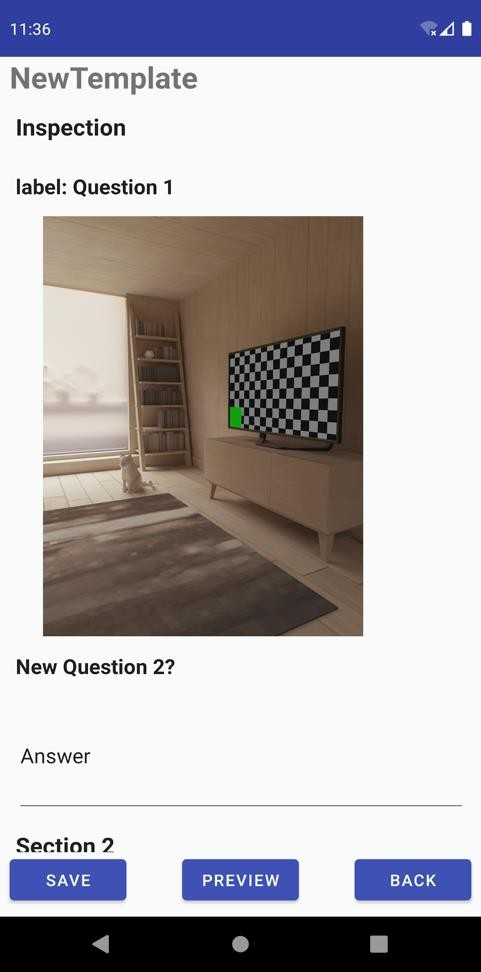 11:36
NewTemplate
Inspection
label: Question 1
New Question 2?
Answer
Section 2
SAVE PREVIEW BACK